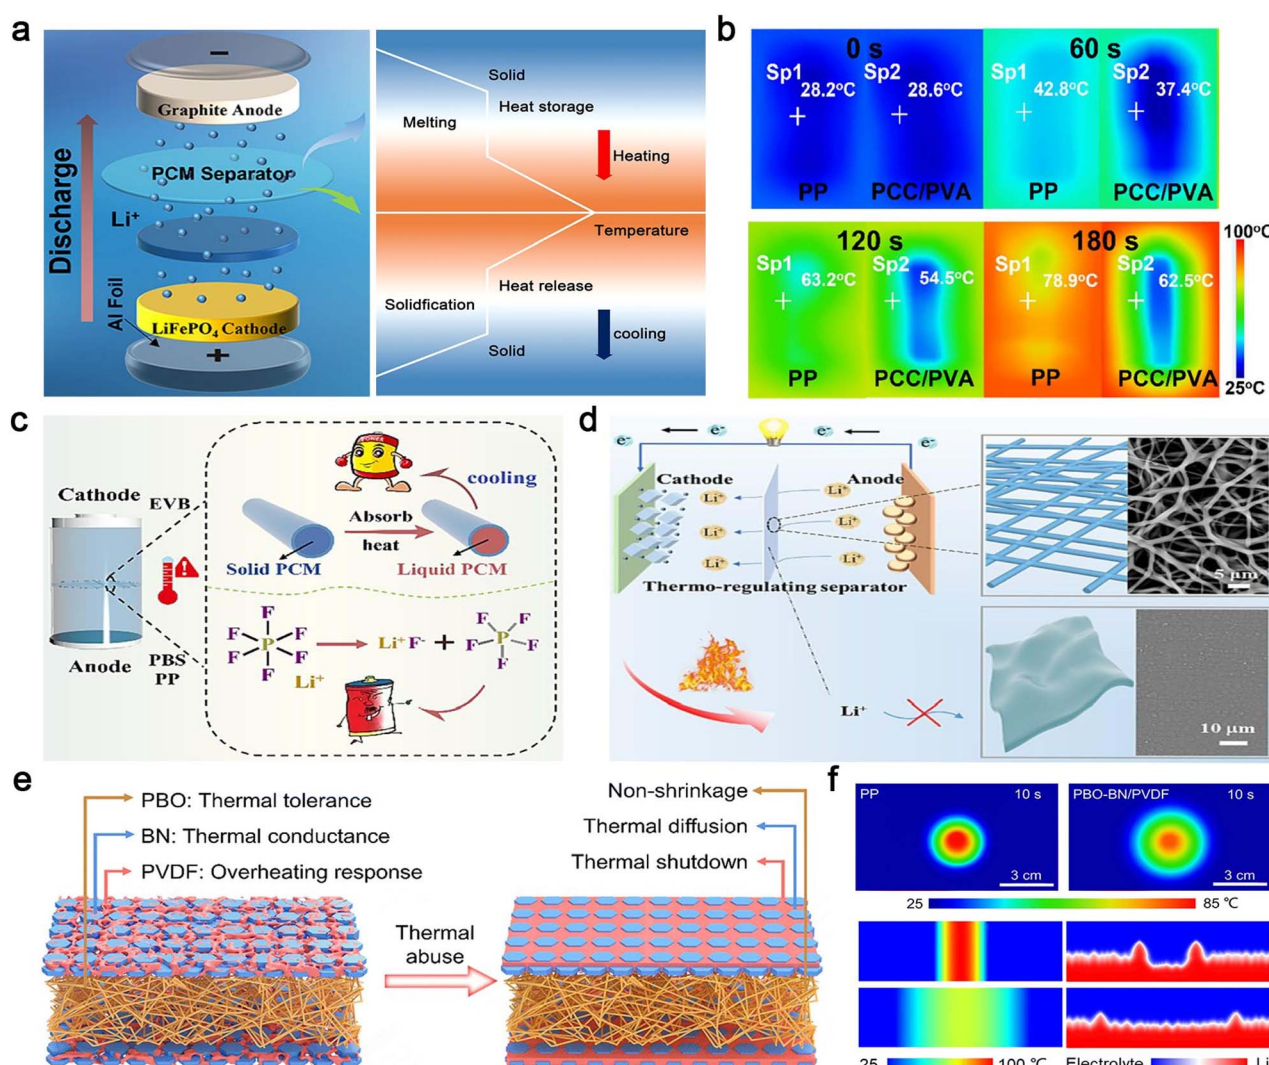 a
−
Graphite Anode
PCM Separator
Li⁺
Discharge
Al Foil
LiFePO₄ Cathode
+
Solid
Heat storage
Melting
Heating
Temperature
Heat release
Solidfication
cooling
Solid
b
0 s
Sp1
28.2°C
Sp2
28.6°C
PP
PCC/PVA
60 s
Sp1
42.8°C
Sp2
37.4°C
PP
PCC/PVA
120 s
Sp1
63.2°C
Sp2
54.5°C
PP
PCC/PVA
180 s
Sp1
78.9°C
Sp2
62.5°C
PP
PCC/PVA
100°C
25°C
c
Cathode
EVB
Anode
PBS
PP
POWER
cooling
Absorb
heat
Solid PCM
Liquid PCM
F
F
F
P
F
F
F
Li⁺
Li⁺ F⁻
+
F
F
F
P
F
F
d
e⁻
e⁻
e⁻
e⁻
Cathode
Anode
Li⁺
Li⁺
Li⁺
Li⁺
Li⁺
Li⁺
Thermo-regulating separator
Li⁺
5 μm
10 μm
e
PBO: Thermal tolerance
BN: Thermal conductance
PVDF: Overheating response
Thermal
abuse
Non-shrinkage
Thermal diffusion
Thermal shutdown
f
PP
10 s
3 cm
PBO-BN/PVDF
10 s
3 cm
25
85 ℃
25
100 ℃
Electrolyte
Li